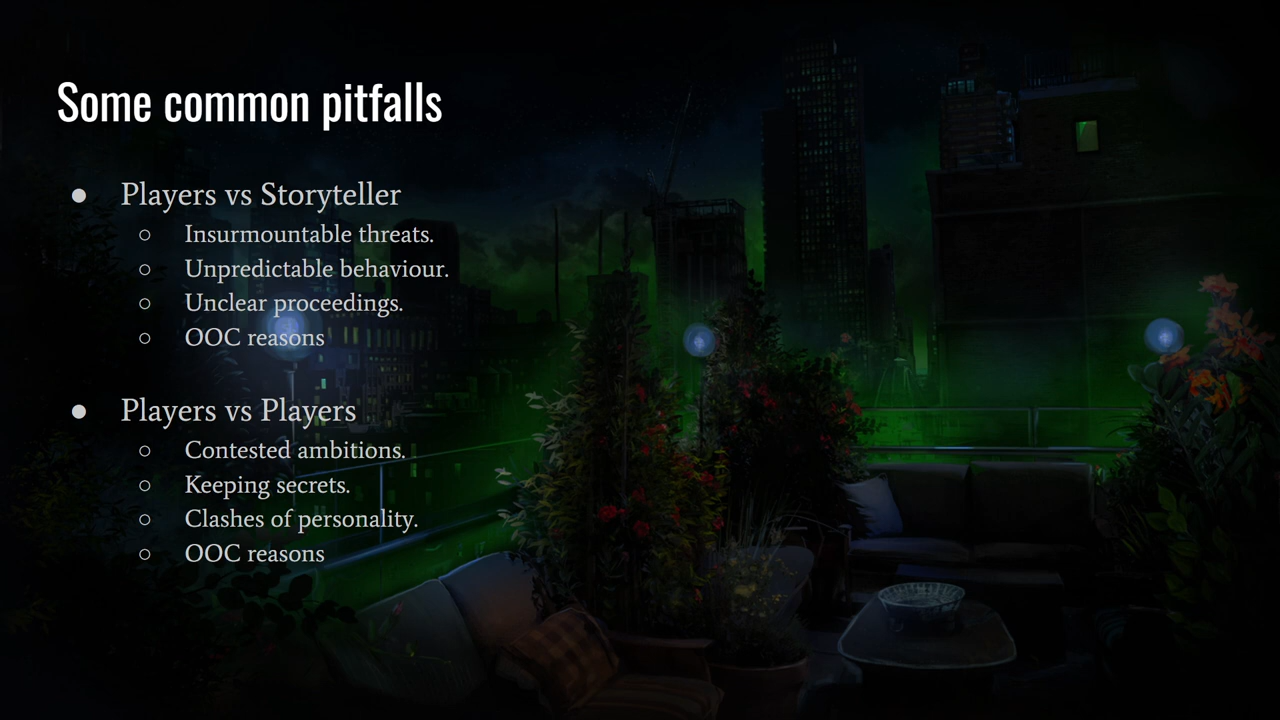 Some common pitfalls
● Players vs Storyteller
○ Insurmountable threats.
○ Unpredictable behaviour.
○ Unclear proceedings.
○ OOC reasons
● Players vs Players
○ Contested ambitions.
○ Keeping secrets.
○ Clashes of personality.
○ OOC reasons